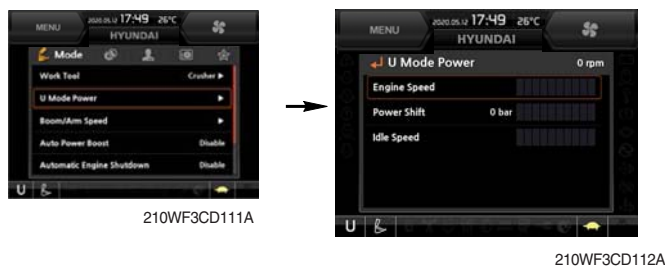 MENU
2020.05.12 17:49 26°C
HYUNDAI
Mode
Work Tool Crusher ▶
U Mode Power ▶
Boom/Arm Speed ▶
Auto Power Boost Disable
Automatic Engine Shutdown Disable
U
210WF3CD111A
MENU
2020.05.12 17:49 26°C
HYUNDAI
U Mode Power 0 rpm
Engine Speed
Power Shift 0 bar
Idle Speed
U
210WF3CD112A